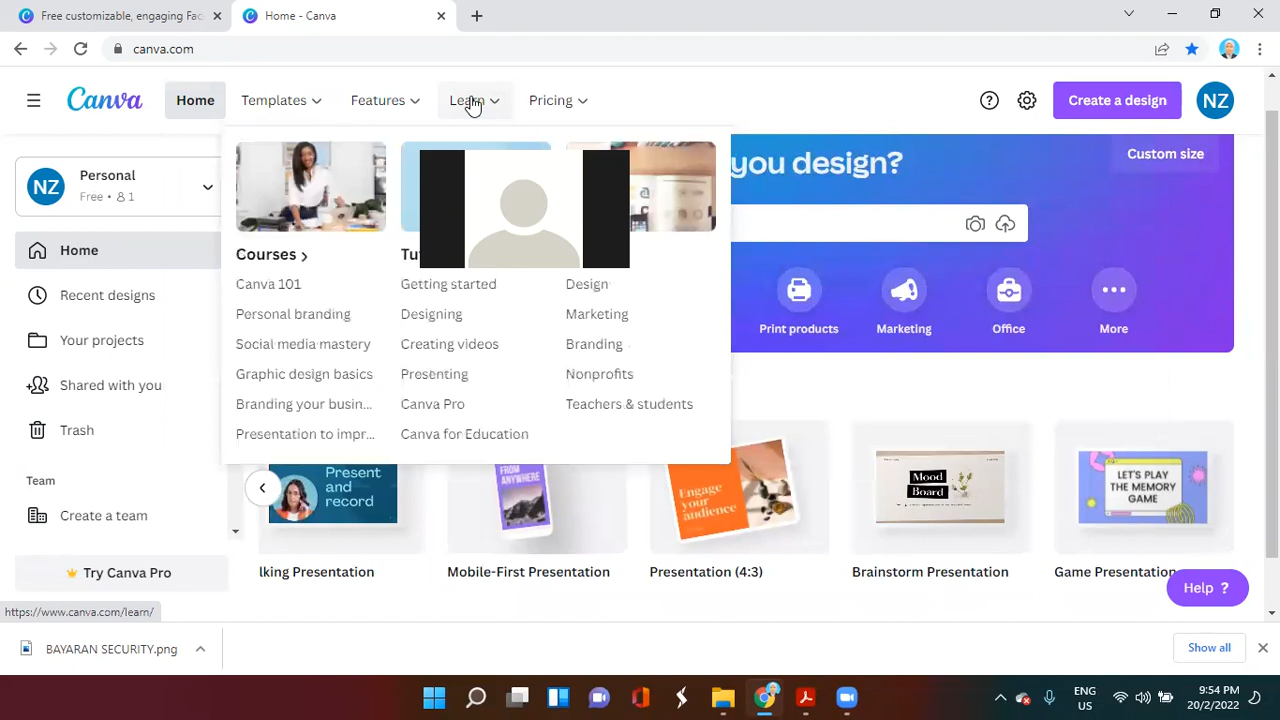 Free customizable, engaging Fac
Home - Canva
canva.com
Canva
Home
Templates
Features
Learn
Pricing
Create a design
NZ
NZ
Personal
Free • 1
you design?
Custom size
Home
Recent designs
Your projects
Shared with you
Trash
Team
Create a team
Try Canva Pro
Courses
Canva 101
Personal branding
Social media mastery
Graphic design basics
Branding your busin...
Presentation to impr...
Tu
Getting started
Designing
Creating videos
Presenting
Canva Pro
Canva for Education
Design
Marketing
Branding
Nonprofits
Teachers & students
Print products
Marketing
Office
More
Present
and
record
FROM
ANYWHERE
Engage
your
audience
Mood
Board
LET'S PLAY
THE MEMORY
GAME
lking Presentation
Mobile-First Presentation
Presentation (4:3)
Brainstorm Presentation
Game Presentation
Help ?
https://www.canva.com/learn/
BAYARAN SECURITY.png
Show all
ENG
US
9:54 PM
20/2/2022